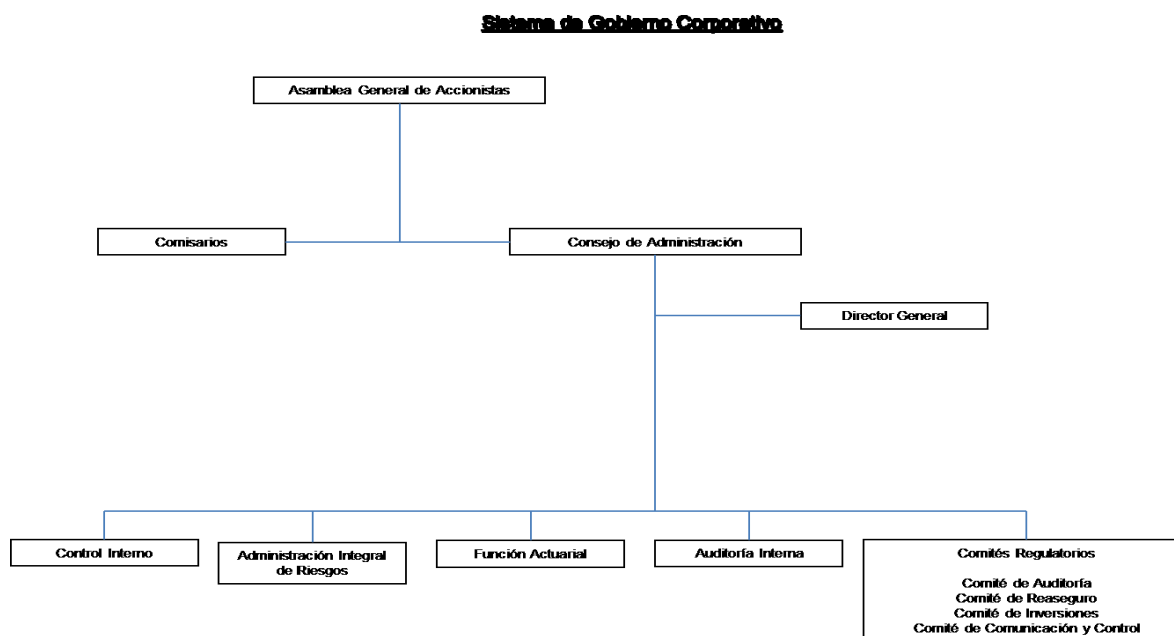 Sistema de Gobierno Corporativo
Asamblea General de Accionistas
Comisarios
Consejo de Administración
Director General
Control Interno
Administración Integral
de Riesgos
Función Actuarial
Auditoría Interna
Comités Regulatorios
Comité de Auditoría
Comité de Reaseguro
Comité de Inversiones
Comité de Comunicación y Control